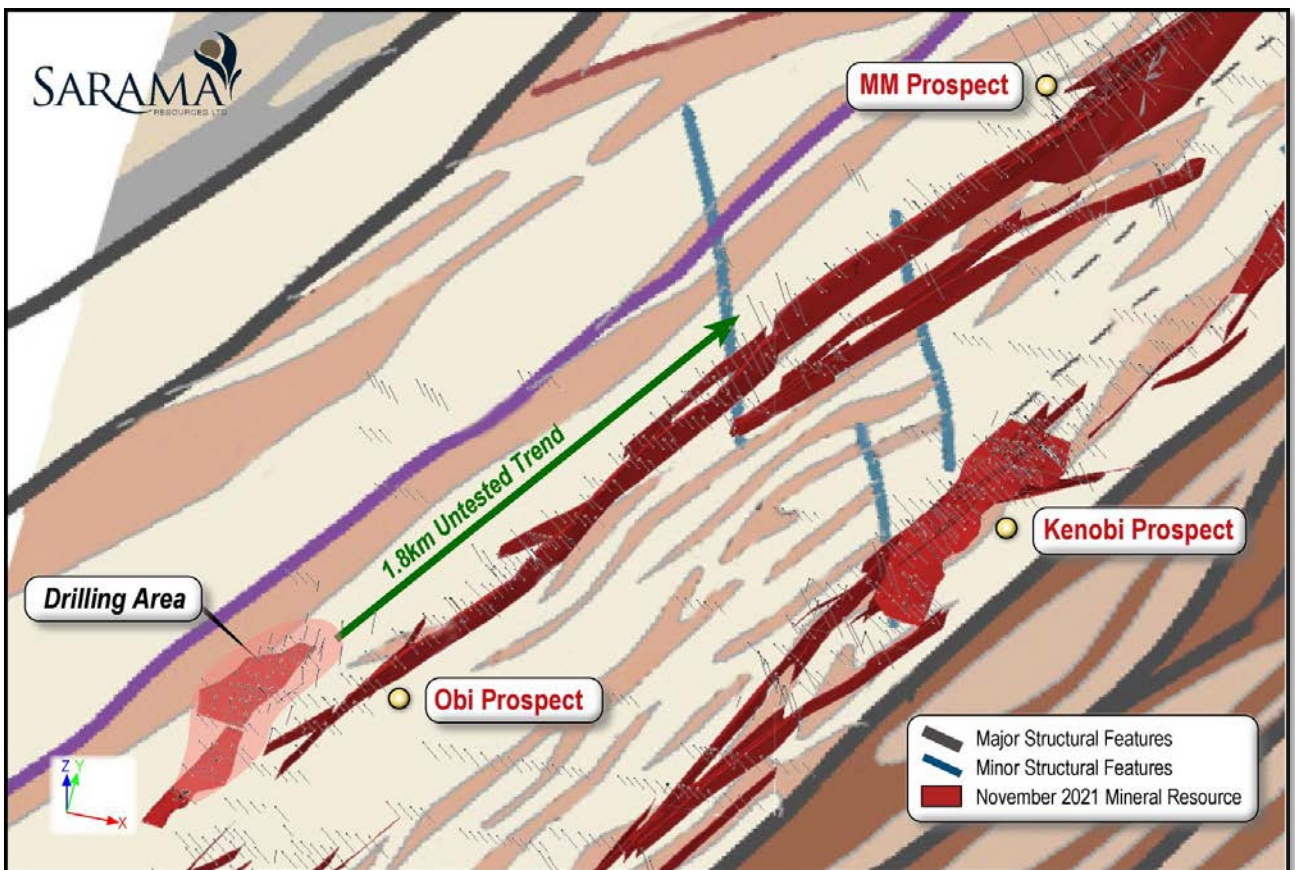 SARAMA
RESOURCES LTD
MM Prospect
1.8km Untested Trend
Kenobi Prospect
Drilling Area
Obi Prospect
Major Structural Features
Minor Structural Features
November 2021 Mineral Resource
Z
Y
X